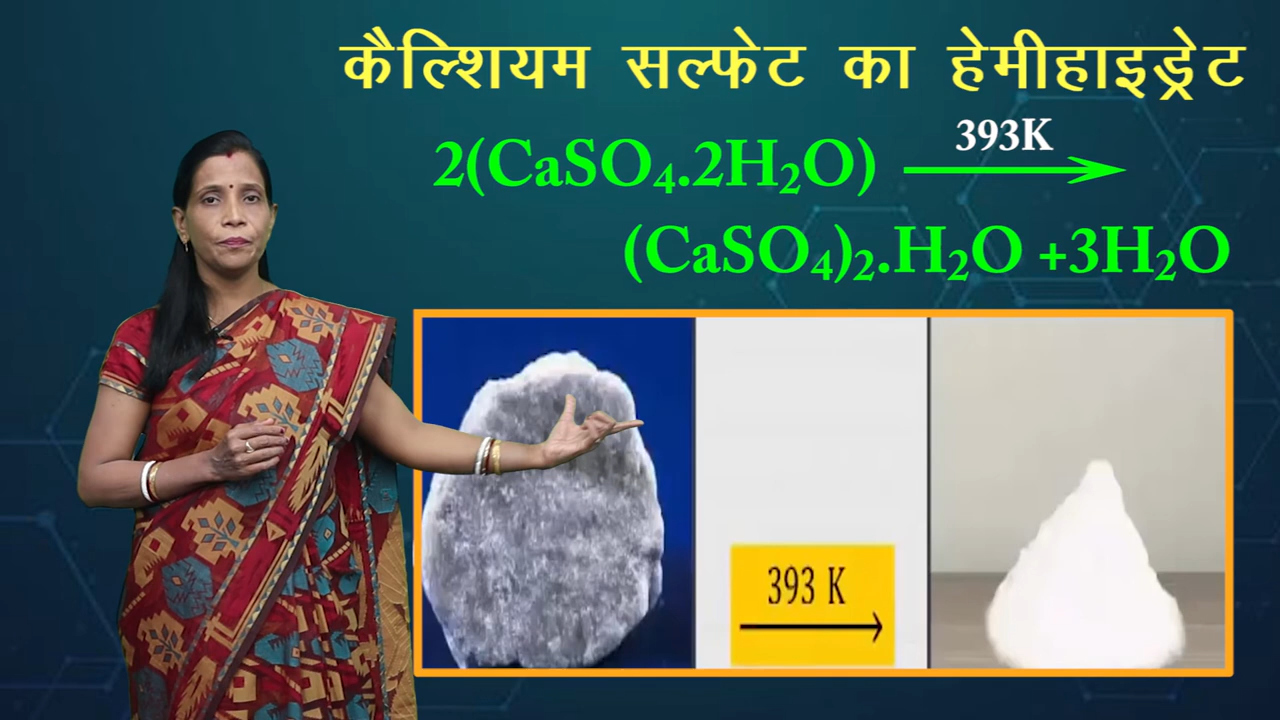 कैल्शियम सल्फेट का हेमीहाइड्रेट
393K
2(CaSO₄.2H₂O) ⟶
(CaSO₄)₂.H₂O +3H₂O
393 K